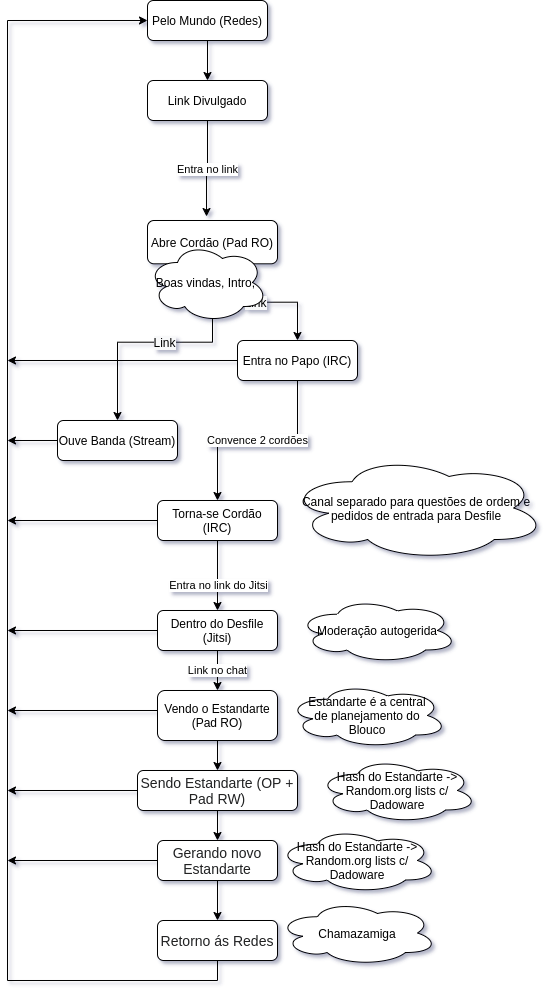 Pelo Mundo (Redes)
Link Divulgado
Entra no link
Abre Cordão (Pad RO)
Boas vindas, Intro,
Link
Entra no Papo (IRC)
Ouve Banda (Stream)
Convence 2 cordões
Canal separado para questões de ordem e
pedidos de entrada para Desfile
Torna-se Cordão
(IRC)
Entra no link do Jitsi
Dentro do Desfile
(Jitsi)
Moderação autogerida
Link no chat
Vendo o Estandarte
(Pad RO)
Estandarte é a central
de planejamento do
Blouco
Sendo Estandarte (OP +
Pad RW)
Hash do Estandarte ->
Random.org lists c/
Dadoware
Gerando novo
Estandarte
Hash do Estandarte ->
Random.org lists c/
Dadoware
Retorno ás Redes
Chamazamiga